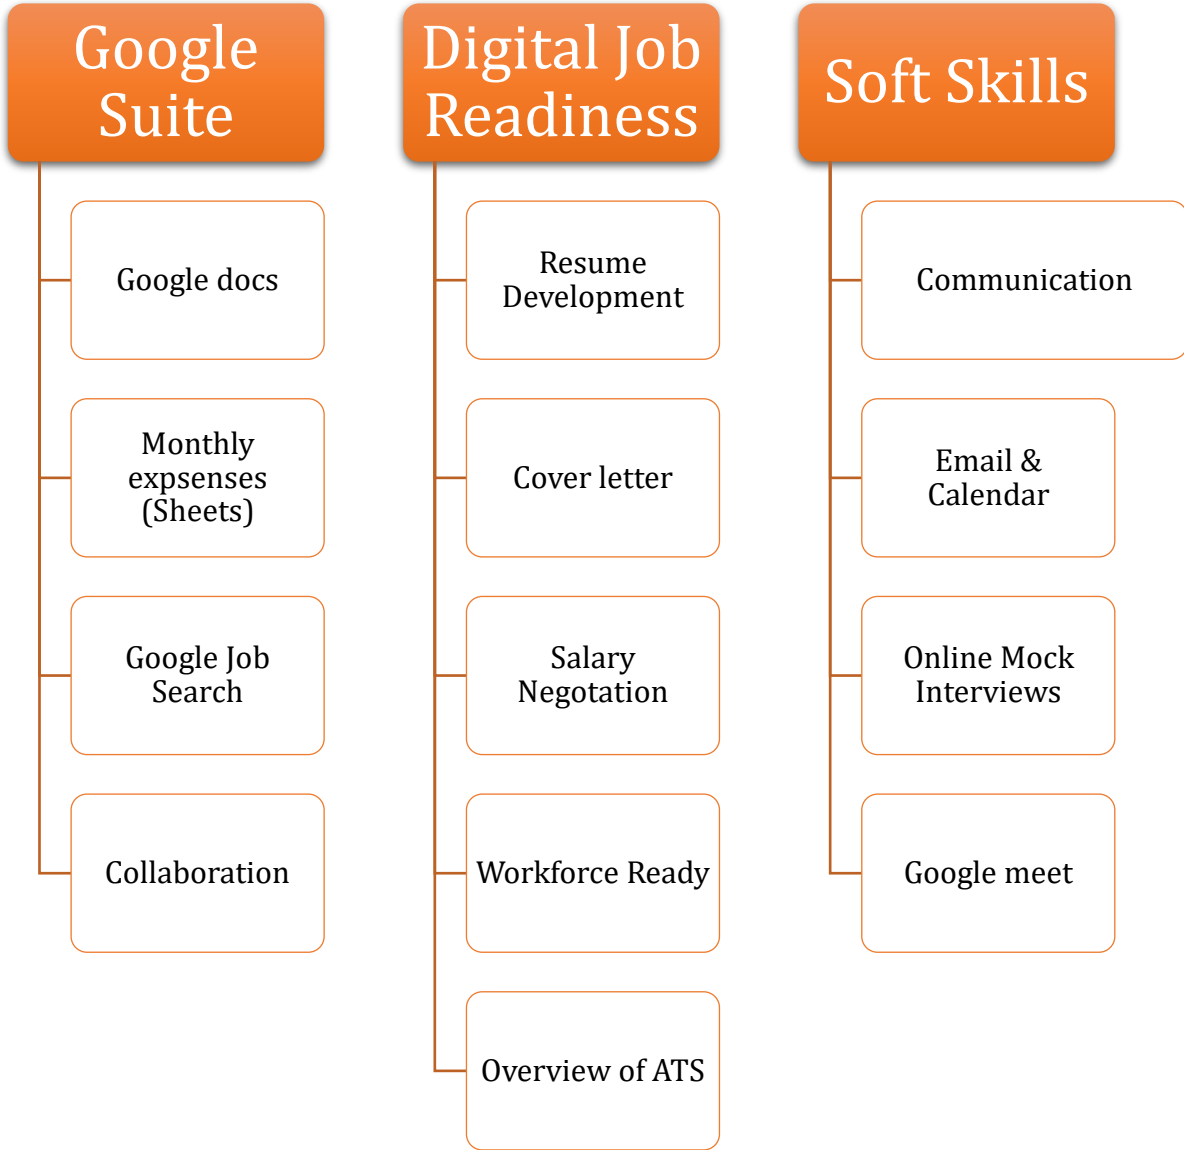 Google
Suite
Google docs
Monthly
expsenses
(Sheets)
Google Job
Search
Collaboration
Digital Job
Readiness
Resume
Development
Cover letter
Salary
Negotation
Workforce Ready
Overview of ATS
Soft Skills
Communication
Email &
Calendar
Online Mock
Interviews
Google meet